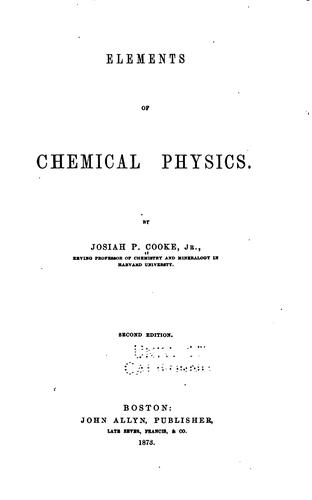 ELEMENTS
OF
CHEMICAL PHYSICS.
BY
JOSIAH P. COOKE, JR.,
ERVING PROFESSOR OF CHEMISTRY AND MINERALOGY IN
HARVARD UNIVERSITY.
SECOND EDITION.
BOSTON:
JOHN ALLYN, PUBLISHER,
LATE SEVER, FRANCIS, & CO.
1873.